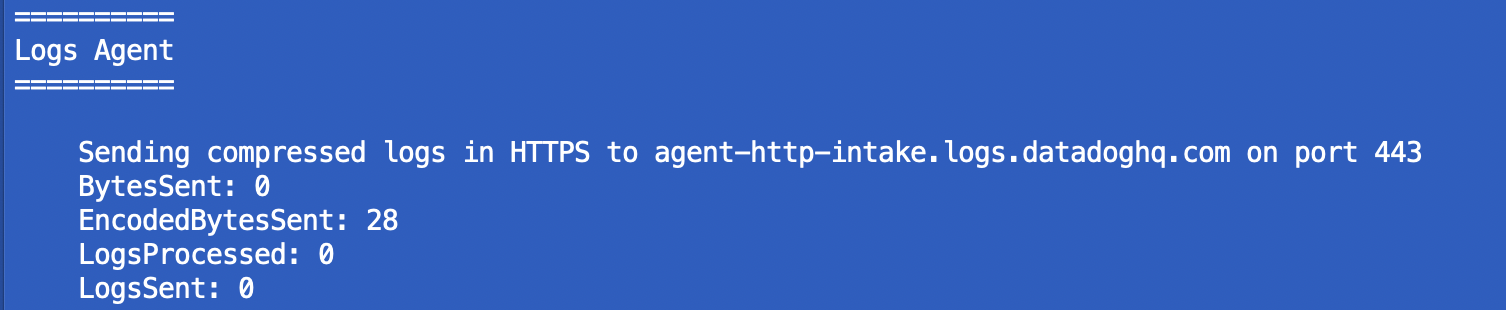 ==========
Logs Agent
==========
Sending compressed logs in HTTPS to agent-http-intake.logs.datadoghq.com on port 443
BytesSent: 0
EncodedBytesSent: 28
LogsProcessed: 0
LogsSent: 0